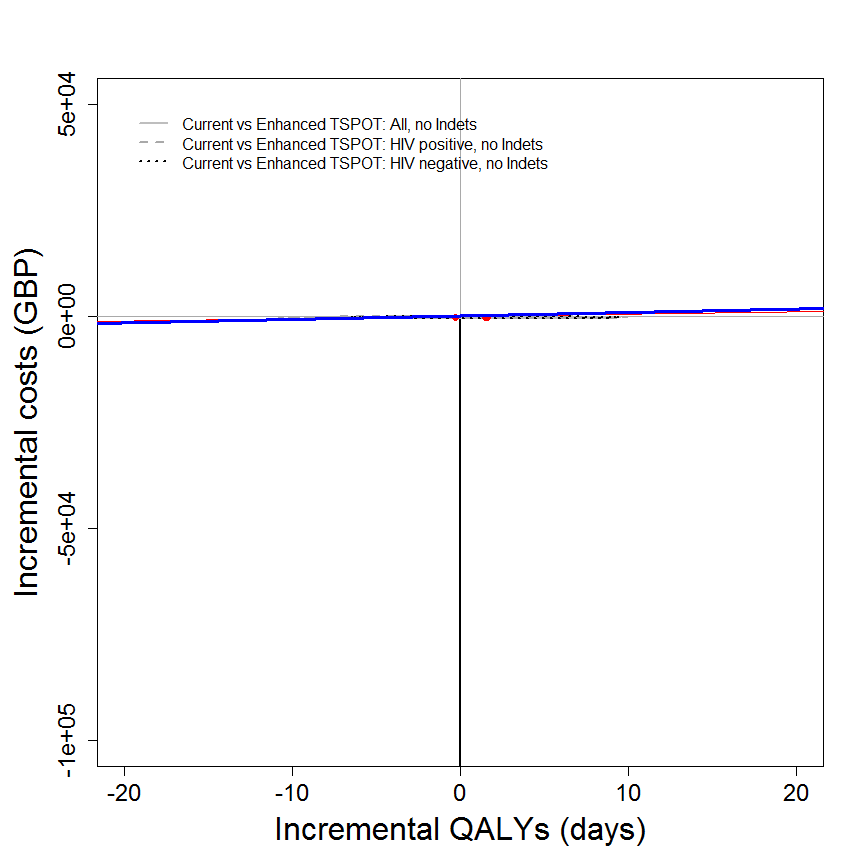 5e+04
0e+00
-5e+04
-1e+05
Incremental costs (GBP)
Current vs Enhanced TSPOT: All, no Indets
Current vs Enhanced TSPOT: HIV positive, no Indets
Current vs Enhanced TSPOT: HIV negative, no Indets
-20 -10 0 10 20
Incremental QALYs (days)